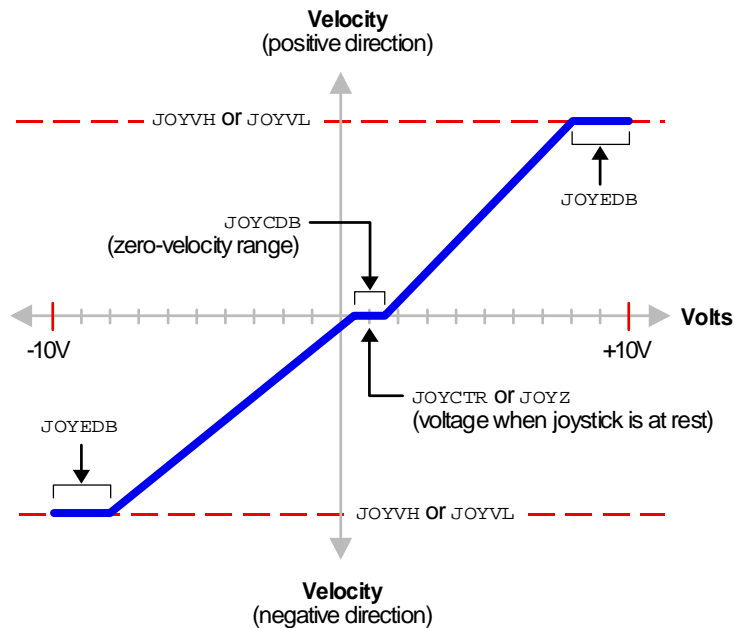 Velocity
(positive direction)
JOYVH or JOYVL
JOYEDB
JOYCDB
(zero-velocity range)
Volts
-10V
+10V
JOYCTR or JOYZ
(voltage when joystick is at rest)
JOYEDB
JOYVH or JOYVL
Velocity
(negative direction)